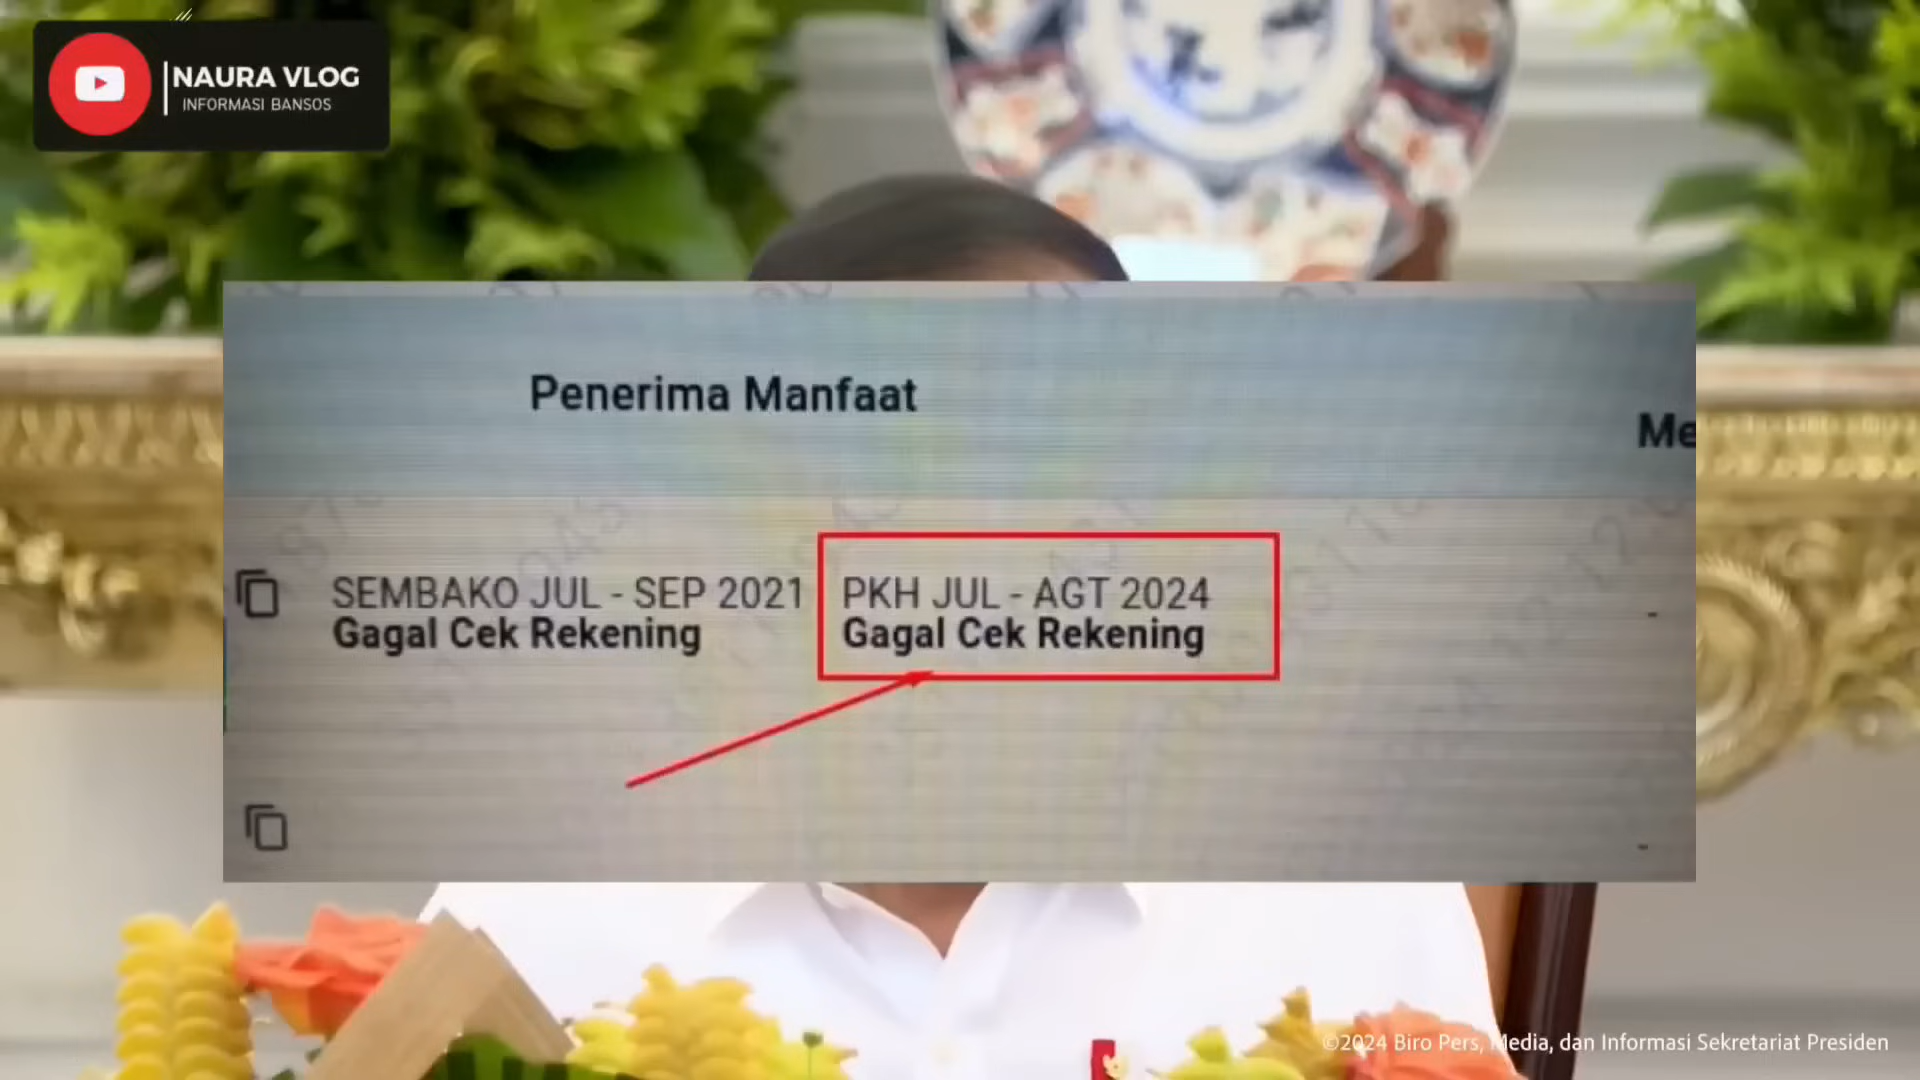 NAURA VLOG
INFORMASI BANSOS
Penerima Manfaat
Me
SEMBAKO JUL - SEP 2021
Gagal Cek Rekening
PKH JUL - AGT 2024
Gagal Cek Rekening
©2024 Biro Pers, Media, dan Informasi Sekretariat Presiden